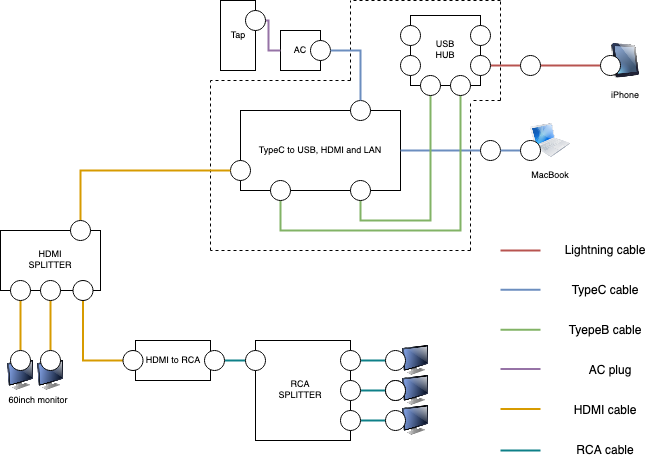 Tap
AC
USB
HUB
iPhone
TypeC to USB, HDMI and LAN
MacBook
HDMI
SPLITTER
Lightning cable
TypeC cable
TyepeB cable
AC plug
HDMI cable
RCA cable
HDMI to RCA
RCA
SPLITTER
60inch monitor